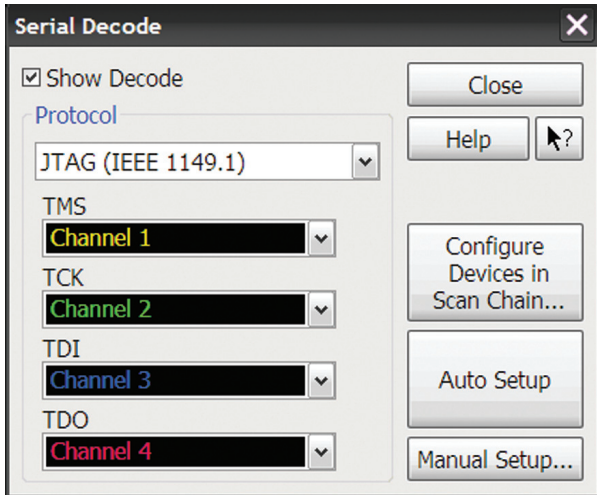 Serial Decode
Show Decode
Protocol
JTAG (IEEE 1149.1)
TMS
Channel 1
TCK
Channel 2
TDI
Channel 3
TDO
Channel 4
Close
Help
?
Configure
Devices in
Scan Chain...
Auto Setup
Manual Setup...